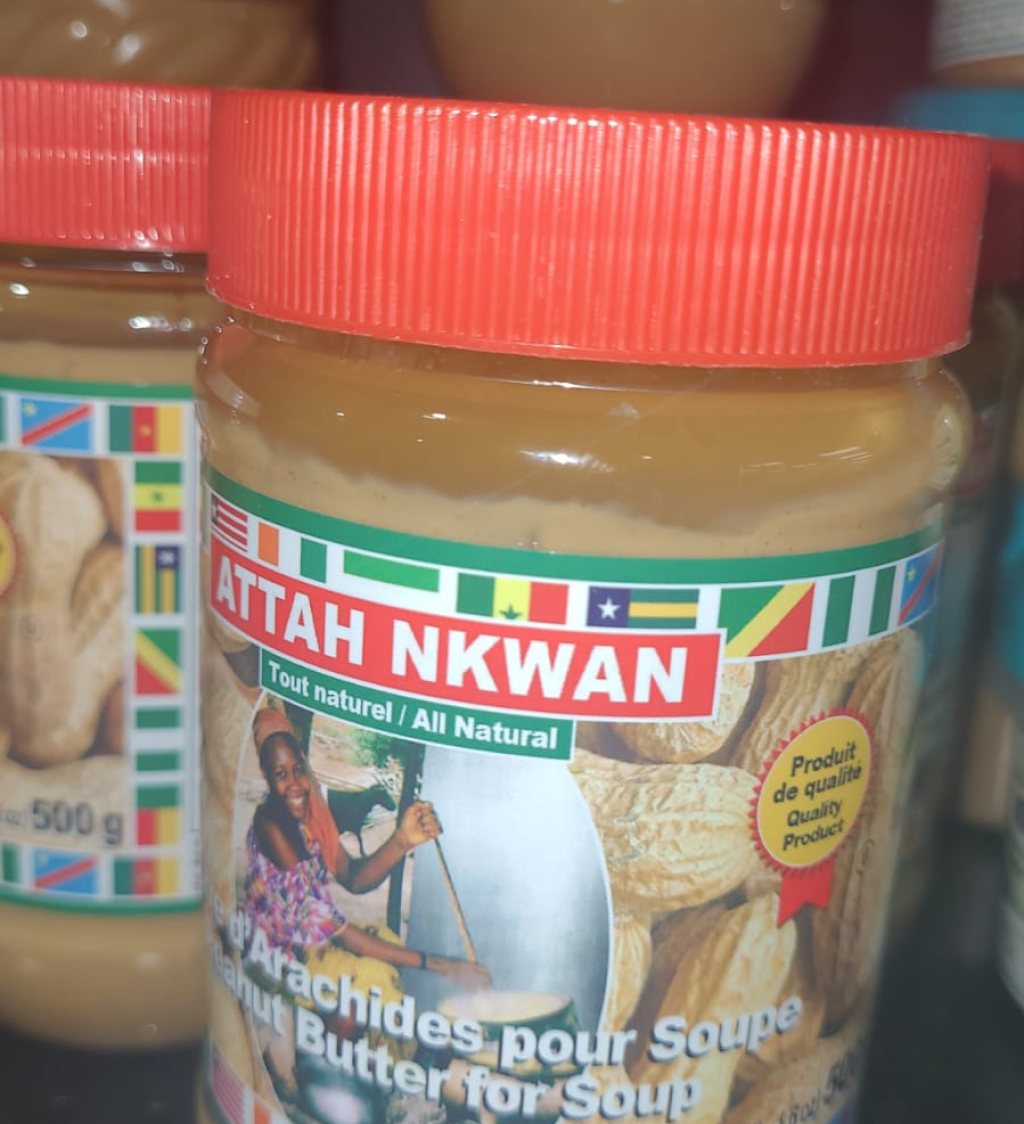 ATTAH NKWAN
Tout naturel / All Natural
Produit
de qualité
Quality
Product
d'Arachides pour Soupe
Butter for Soup
500 g